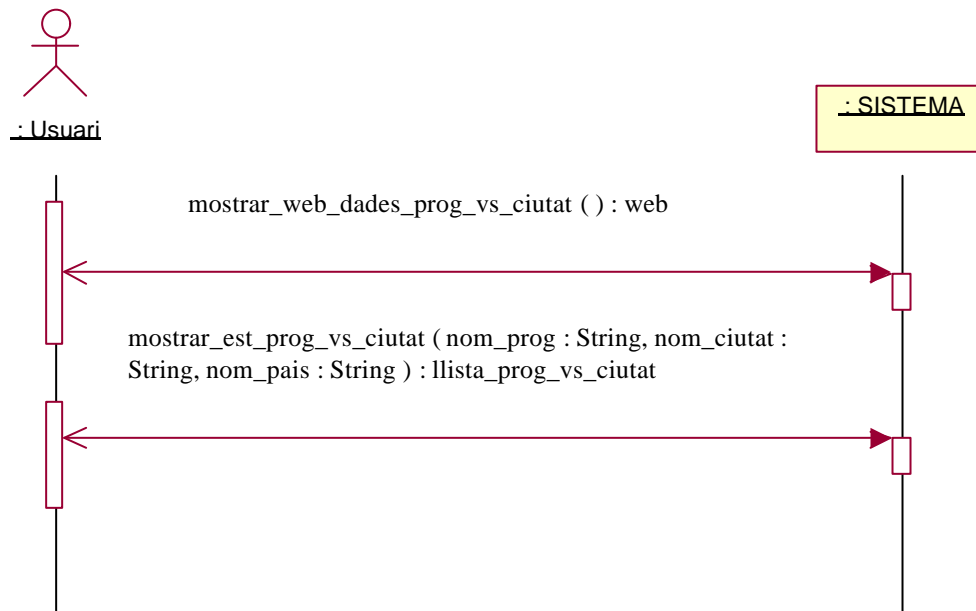 : Usuari
: SISTEMA
mostrar_web_dades_prog_vs_ciutat ( ) : web
mostrar_est_prog_vs_ciutat ( nom_prog : String, nom_ciutat :
String, nom_pais : String ) : llista_prog_vs_ciutat